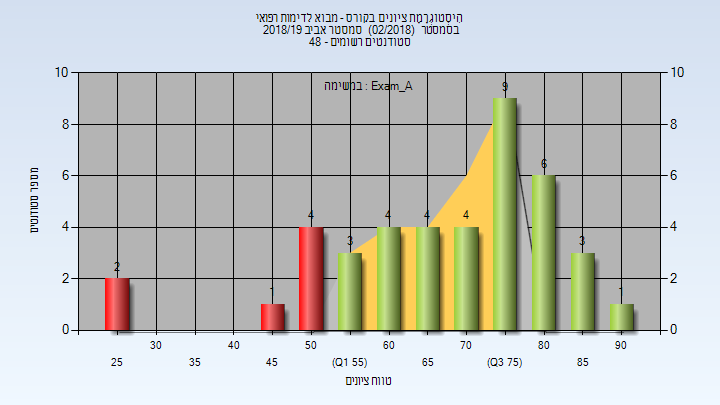 היסטוגרמת ציונים בקורס - מבוא לדימות רפואי
בסמסטר (02/2018) סמסטר אביב 2018/19
סטודנטים רשומים - 48
במשימה : Exam_A
10 10
8 8
6 6
4 4
2 2
0 0
2 1 4 3 4 4 4 9 6 3 1
מספר סטודנטים
30 40 50 60 70 80 90
25 35 45 (Q1 55) 65 (Q3 75) 85
טווח ציונים